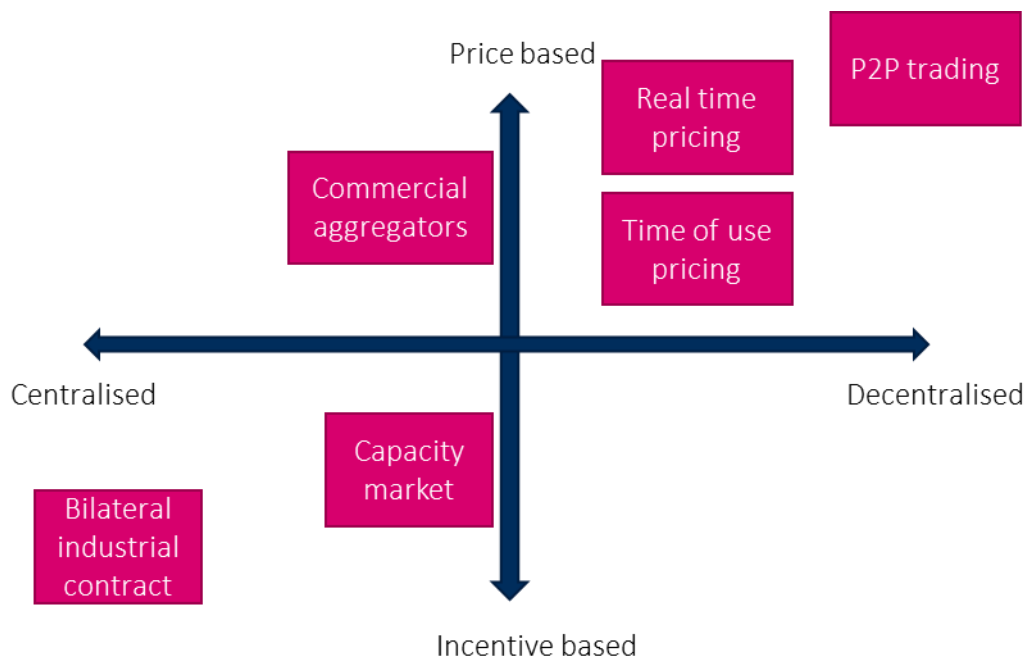 Price based
P2P trading
Real time
pricing
Commercial
aggregators
Time of use
pricing
Centralised
Decentralised
Capacity
market
Bilateral
industrial
contract
Incentive based